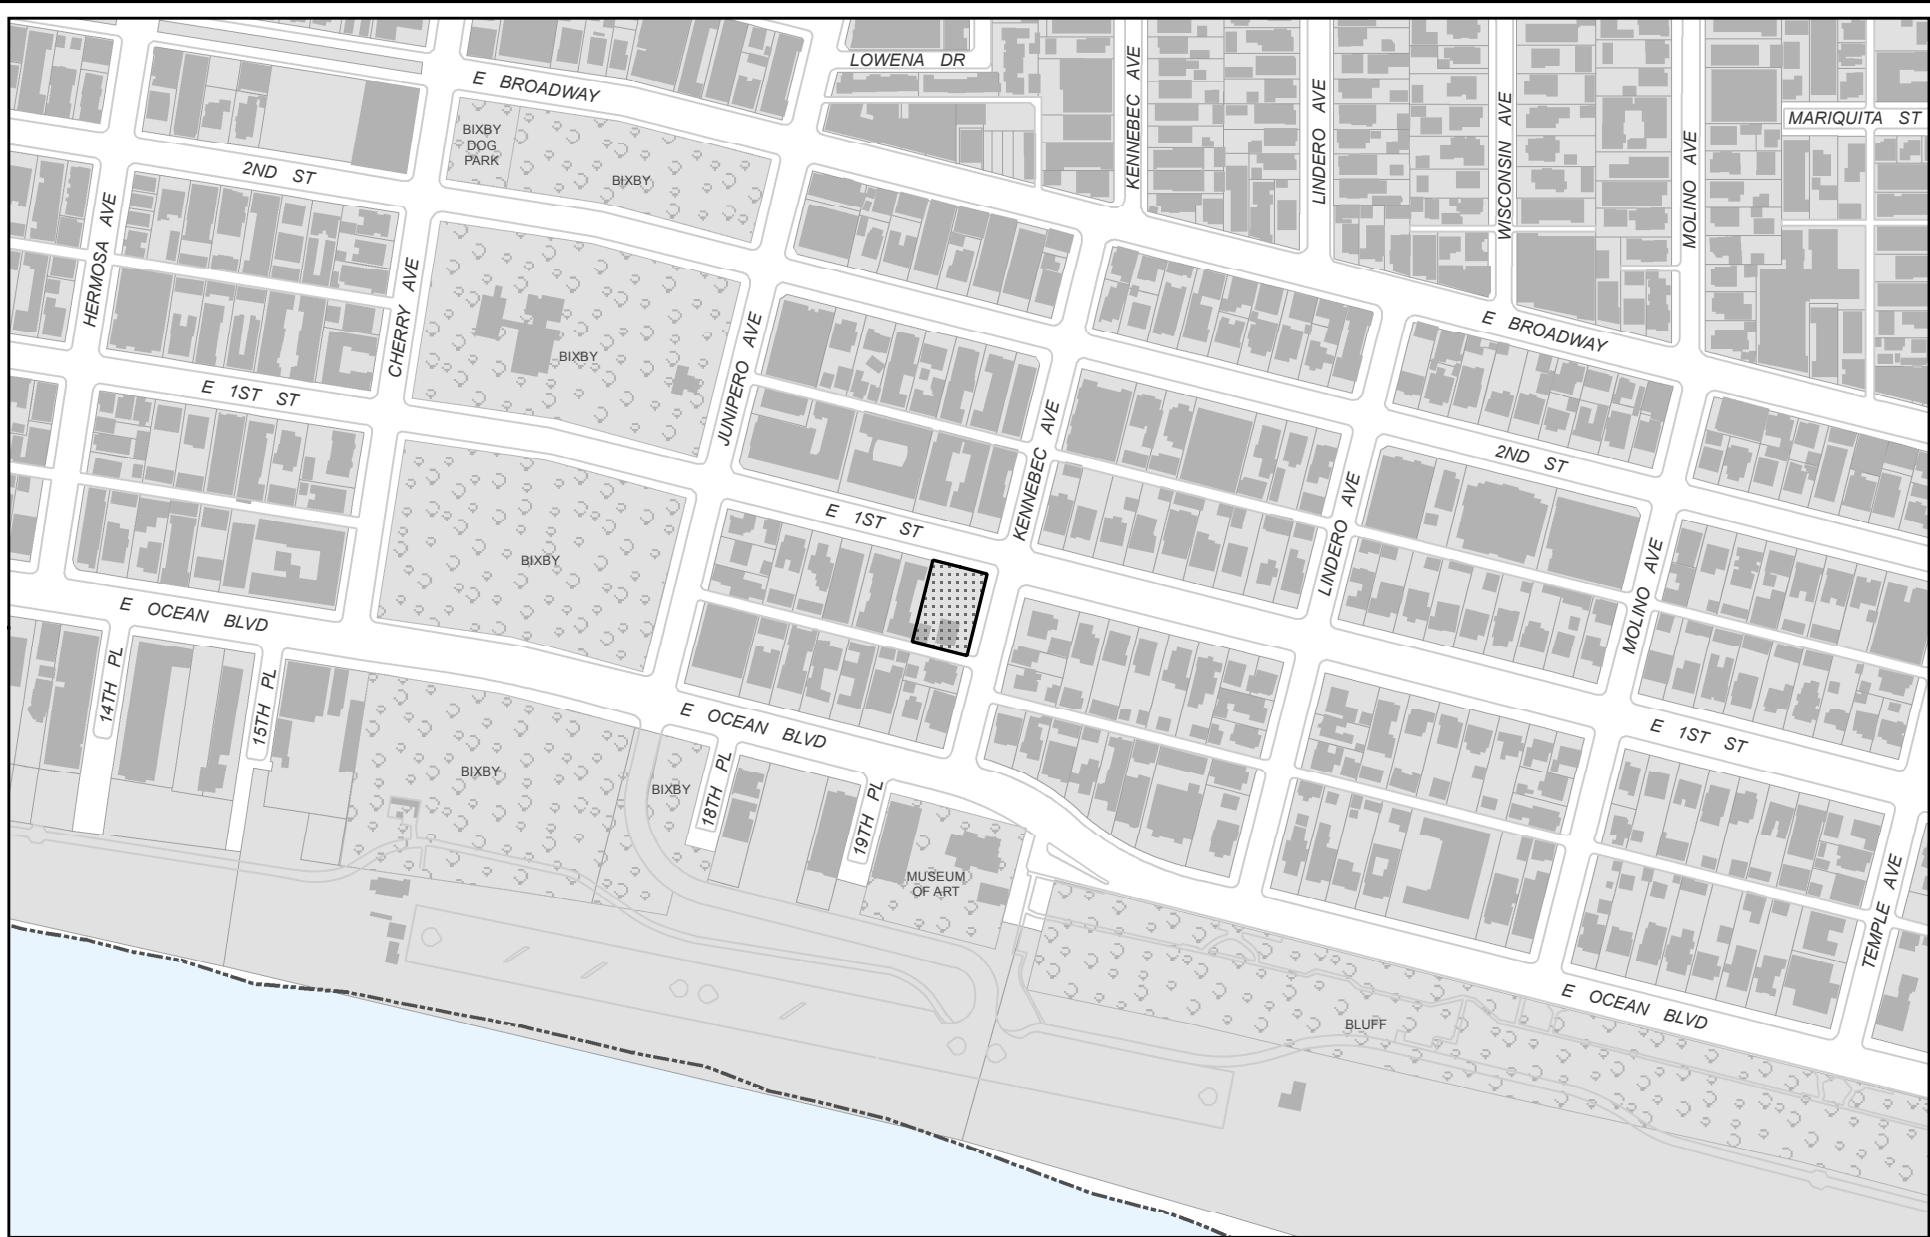 LOWENA DR
E BROADWAY
KENNEBEC AVE
LINDERO AVE
WISCONSIN AVE
MOLINO AVE
MARIQUITA ST
BIXBY
DOG
PARK
BIXBY
2ND ST
HERMOSA AVE
CHERRY AVE
BIXBY
JUNIPERO AVE
E BROADWAY
E 1ST ST
KENNEBEC AVE
2ND ST
LINDERO AVE
E 1ST ST
MOLINO AVE
BIXBY
E OCEAN BLVD
14TH PL
15TH PL
E OCEAN BLVD
E 1ST ST
BIXBY
BIXBY
18TH PL
19TH PL
MUSEUM
OF ART
TEMPLE AVE
E OCEAN BLVD
BLUFF